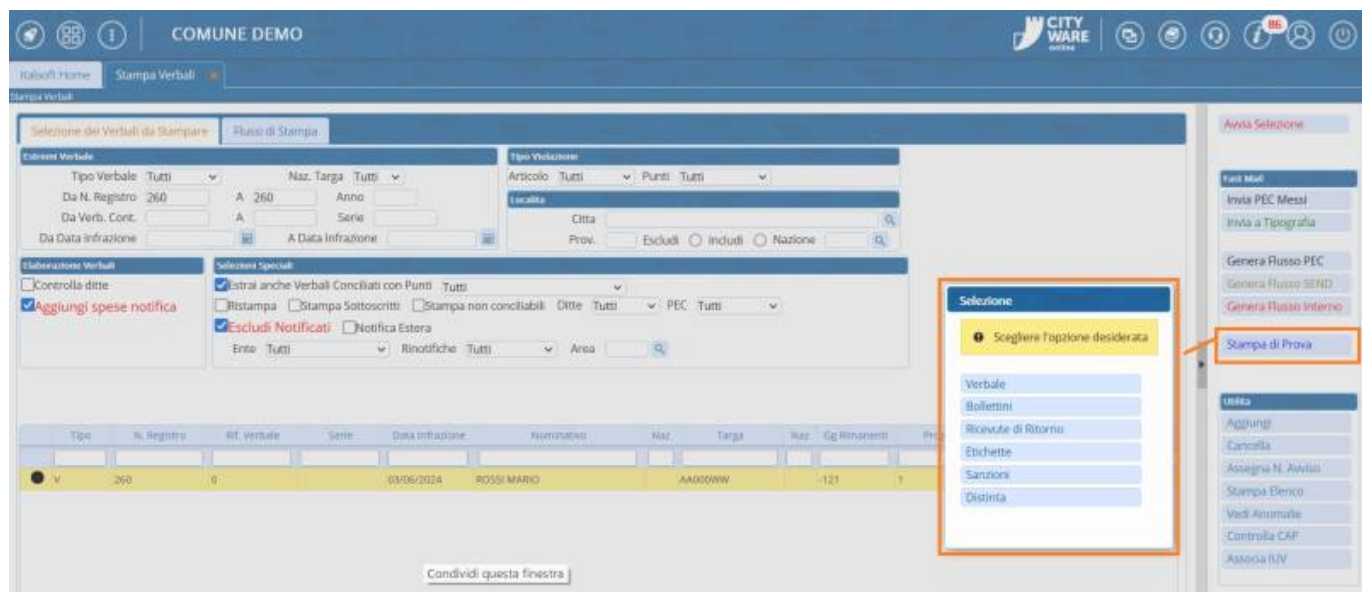 COMUNE DEMO
CITY
WARE
online
86
Italsoft Home
Stampa Verbali
Stampa Verbali
Selezione dei Verbali da Stampare
Flussi di Stampa
Avvia Selezione
Estremi Verbale
Tipo Violazione
Tipo Verbale Tutti Naz. Targa Tutti
Articolo Tutti Punti Tutti
Da N. Registro 260 A 260 Anno
Localita
Da Verb. Cont. A Serie
Citta
Da Data Infrazione A Data Infrazione
Prov. Escludi Includi Nazione
Elaborazione Verbali
Selezioni Speciali
Controlla ditte
Estrai anche Verbali Conciliati con Punti Tutti
Aggiungi spese notifica
Ristampa Stampa Sottoscritti Stampa non conciliabili Ditte Tutti PEC Tutti
Escludi Notificati Notifica Estera
Ente Tutti Rinotifiche Tutti Area
Tipo N. Registro Rif. Verbale Serie Data Infrazione Nominativo Naz Targa Naz Gg Rimanenti
V 260 0 03/06/2024 ROSSI MARIO AA000WW -121 1
Condividi questa finestra
Selezione
Scegliere l'opzione desiderata
Verbale
Bollettini
Ricevute di Ritorno
Etichette
Sanzioni
Distinta
Fast Mail
Invia PEC Messi
Invia a Tipografia
Genera Flusso PEC
Genera Flusso SEND
Genera Flusso Interno
Stampa di Prova
Utilita
Aggiungi
Cancella
Assegna N. Avviso
Stampa Elenco
Vedi Anomalie
Controlla CAP
Associa IUV